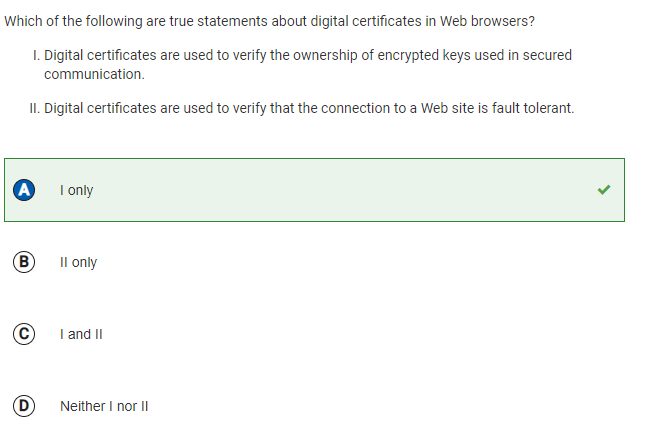 Which of the following are true statements about digital certificates in Web browsers?
I. Digital certificates are used to verify the ownership of encrypted keys used in secured
communication.
II. Digital certificates are used to verify that the connection to a Web site is fault tolerant.
A I only
B II only
C I and II
D Neither I nor II